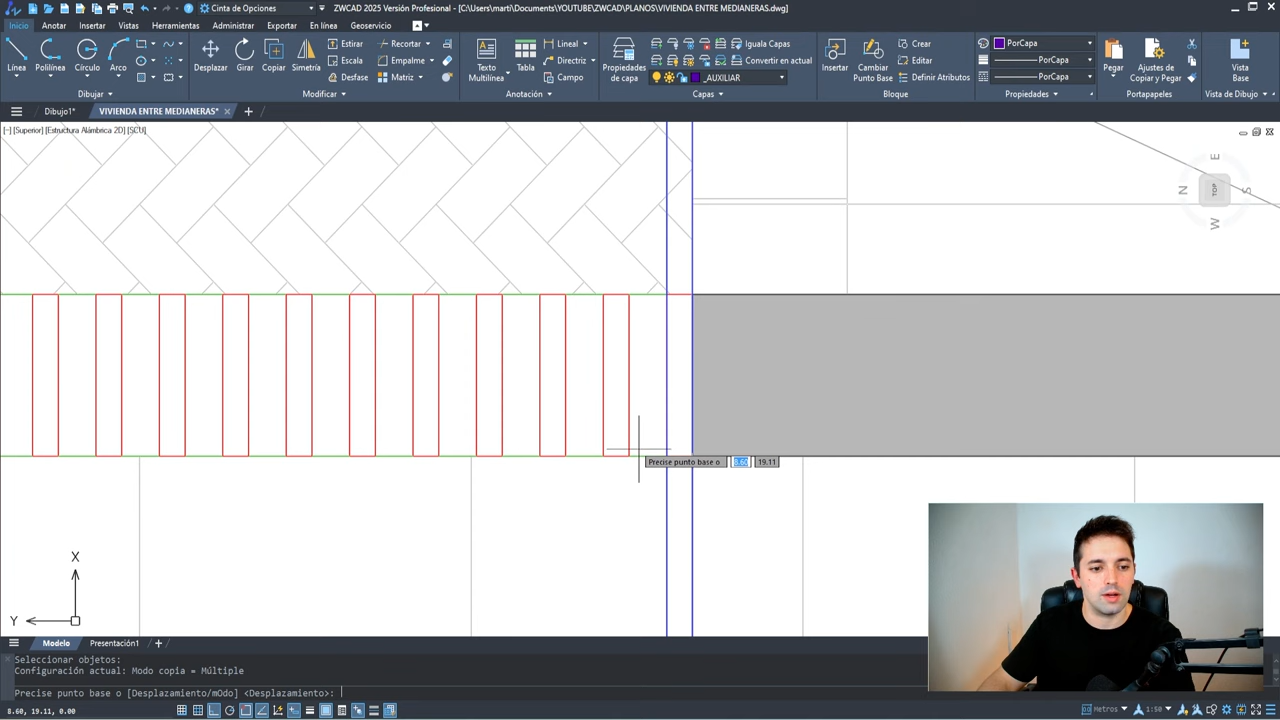 Cinta de Opciones
ZWCAD 2025 Versión Profesional - [C:\Users\marti\Documents\YOUTUBE\ZWCAD\PLANOS\VIVIENDA ENTRE MEDIANERAS.dwg]
Inicio Anotar Insertar Vistas Herramientas Administrar Exportar En línea Geoservicio
Línea Polilínea Círculo Arco
Dibujar
Desplazar Girar Copiar Simetría
Estirar Recortar
Escala Empalme
Desfase Matriz
Modificar
Texto Multilínea Tabla
Lineal
Directriz
Campo
Anotación
Propiedades de capa
Iguala Capas
Convertir en actual
_AUXILIAR
Capas
Insertar Cambiar Punto Base
Crear
Editar
Definir Atributos
Bloque
PorCapa
PorCapa
PorCapa
Propiedades
Pegar Ajustes de Copiar y Pegar
Portapapeles
Vista Base
Vista de Dibujo
Dibujo1* VIVIENDA ENTRE MEDIANERAS*
[-] [Superior] [Estructura Alámbrica 2D] [SCU]
E
N TOP S
W
Precise punto base o 8.60 19.11
X
Y
Modelo Presentación1
Seleccionar objetos:
Configuración actual: Modo copia = Múltiple
Precise punto base o [Desplazamiento/mOdo] <Desplazamiento>:
8.60, 19.11, 0.00
Metros 1:50